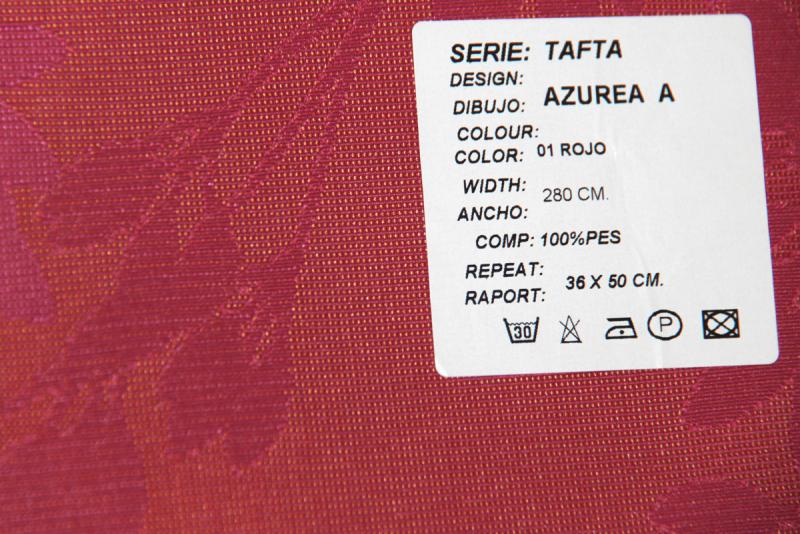 SERIE: TAFTA
DESIGN:
DIBUJO: AZUREA A
COLOUR:
COLOR: 01 ROJO
WIDTH:
ANCHO: 280 CM.
COMP: 100%PES
REPEAT:
RAPORT: 36 X 50 CM.
30 P